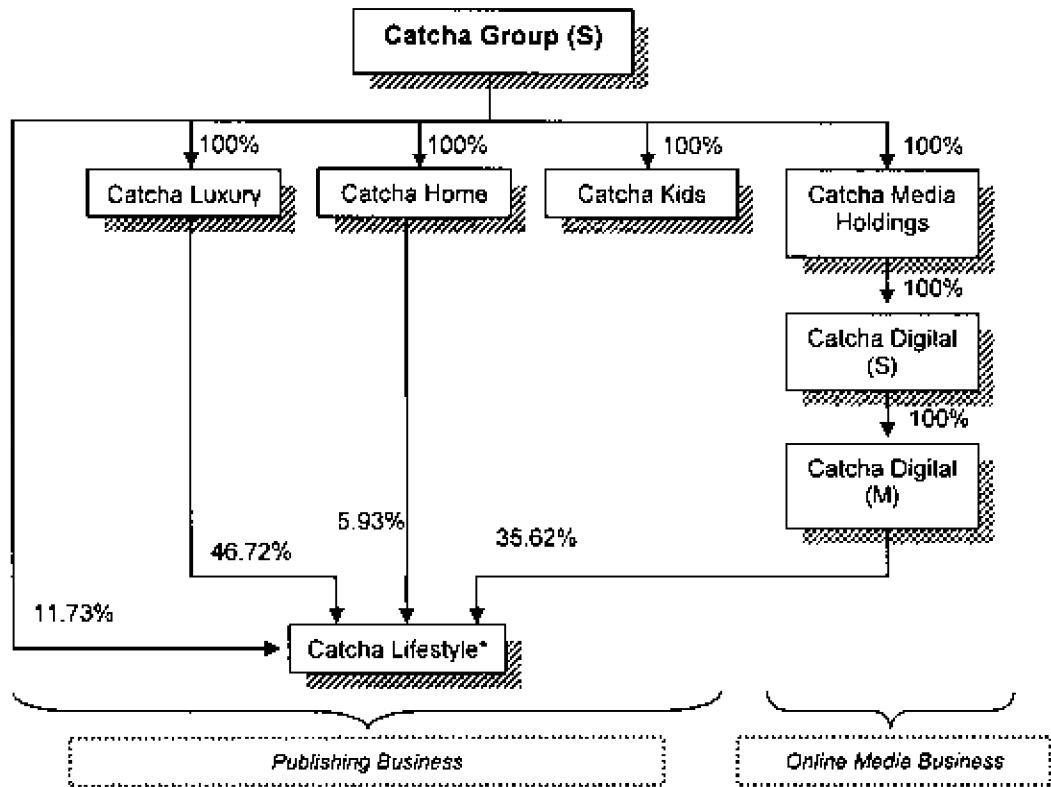 Catcha Group (S)
100%
100%
100%
100%
Catcha Luxury
Catcha Home
Catcha Kids
Catcha Media
Holdings
100%
Catcha Digital
(S)
100%
Catcha Digital
(M)
5.93%
46.72%
35.62%
11.73%
Catcha Lifestyle*
Publishing Business
Online Media Business